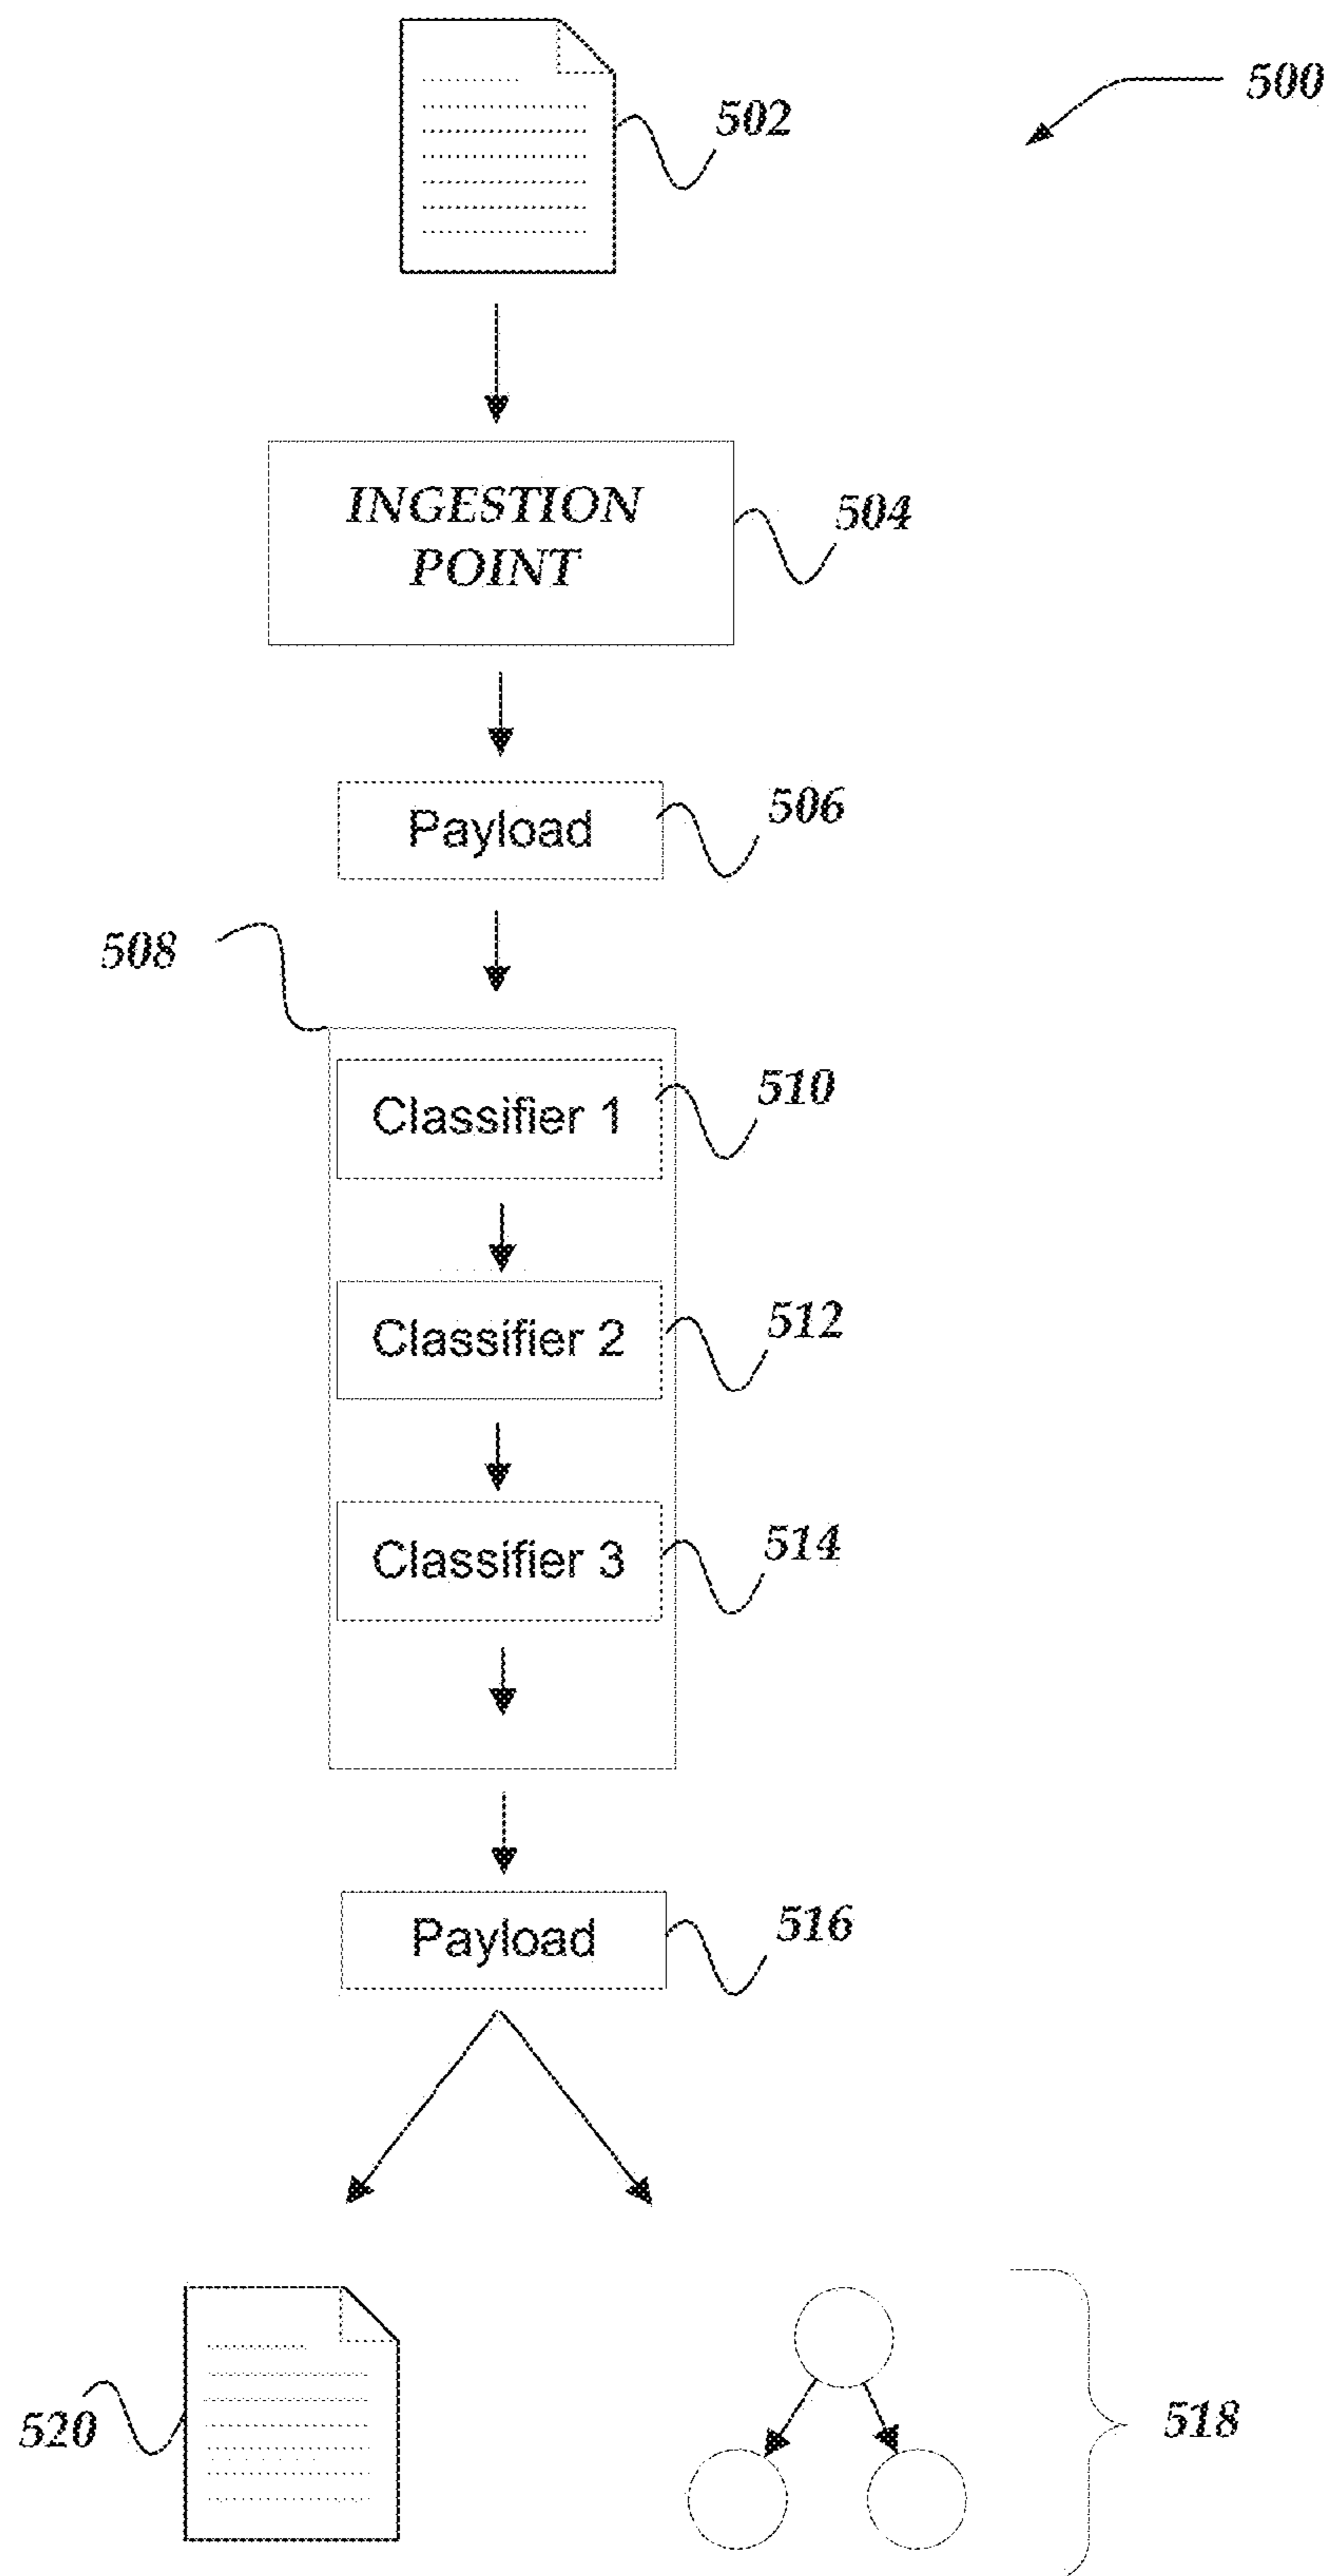 500
502
INGESTION
POINT
504
Payload
506
508
Classifier 1
510
Classifier 2
512
Classifier 3
514
Payload
516
520
518